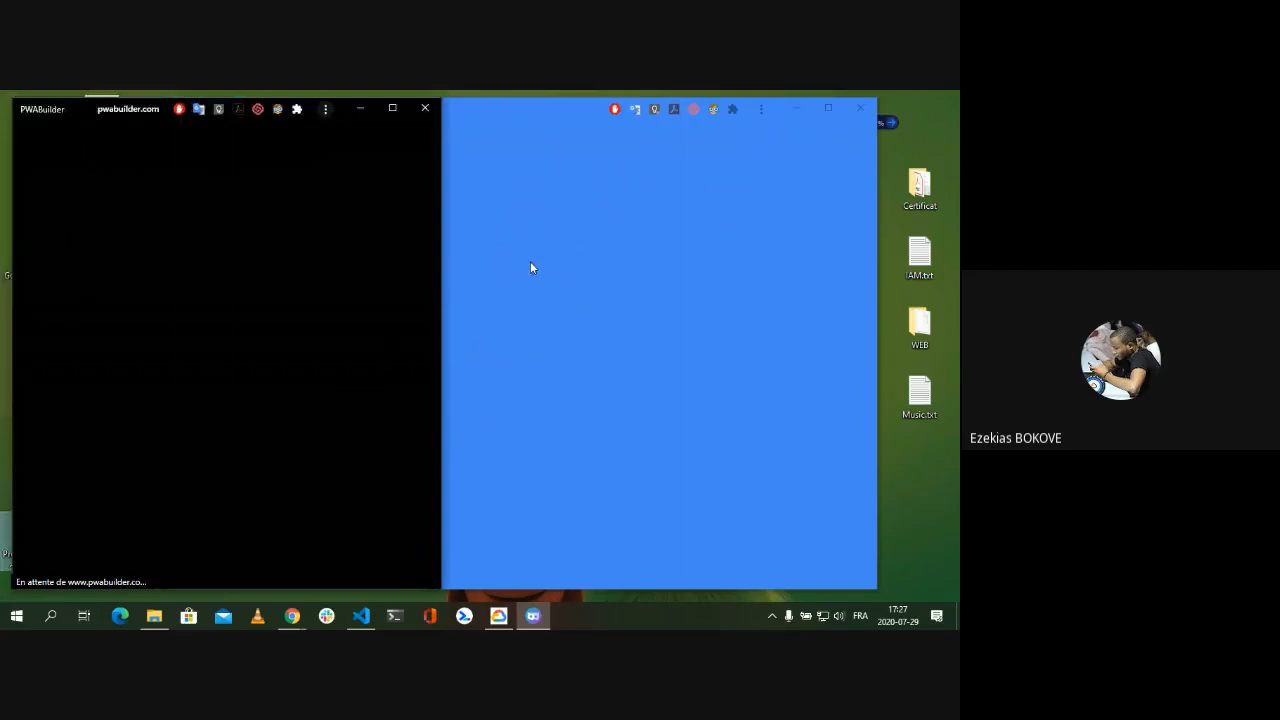 PWABuilder
pwabuilder.com
%
Certificat
IAM.txt
WEB
Music.txt
En attente de www.pwabuilder.co...
FRA
17:27
2020-07-29
Ezekias BOKOVE